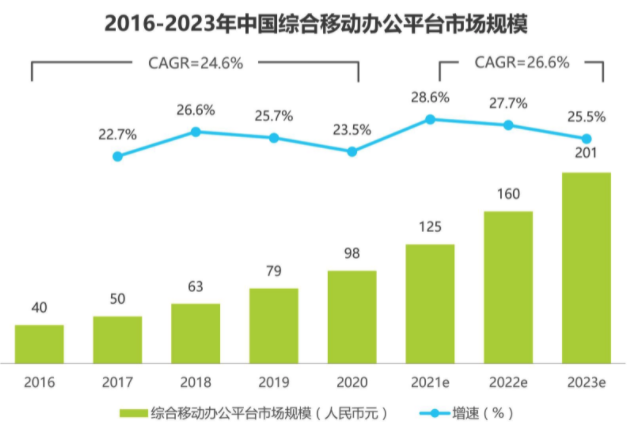 2016-2023年中国综合移动办公平台市场规模
CAGR=24.6% CAGR=26.6%
22.7% 26.6% 25.7% 23.5% 28.6% 27.7% 25.5%
40 50 63 79 98 125 160 201
2016 2017 2018 2019 2020 2021e 2022e 2023e
综合移动办公平台市场规模（人民币元） 增速（%）